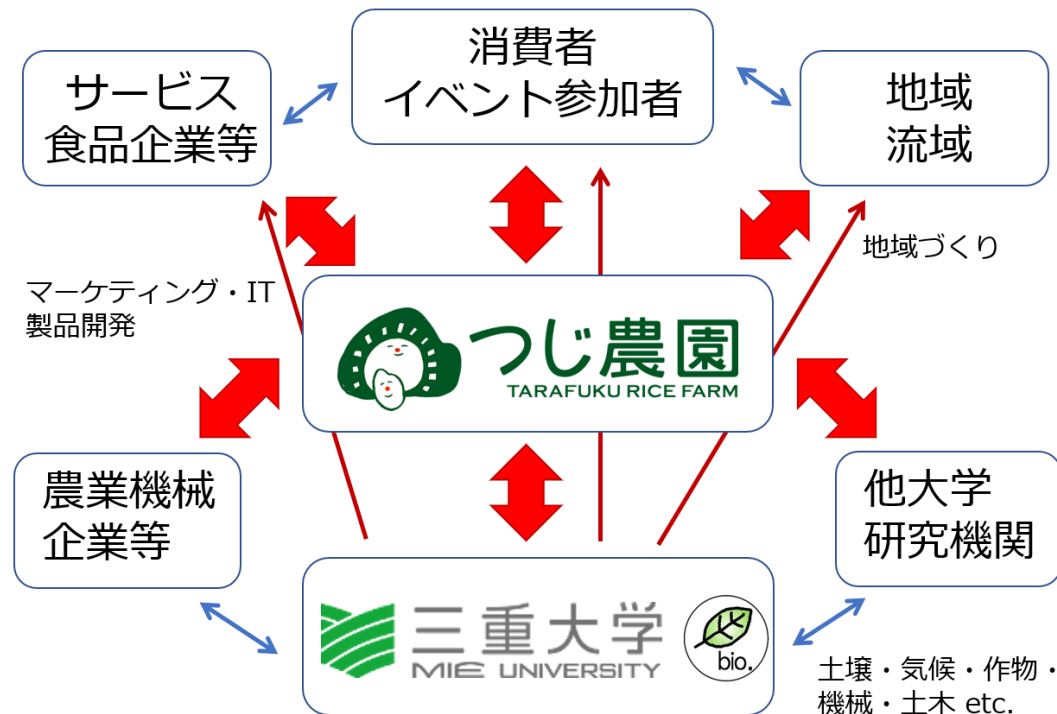 消費者
イベント参加者
サービス
食品企業等
地域
流域
地域づくり
マーケティング・IT
製品開発
つじ農園
TARAFUKU RICE FARM
農業機械
企業等
他大学
研究機関
三重大学
MIE UNIVERSITY
bio.
土壌・気候・作物・
機械・土木 etc.